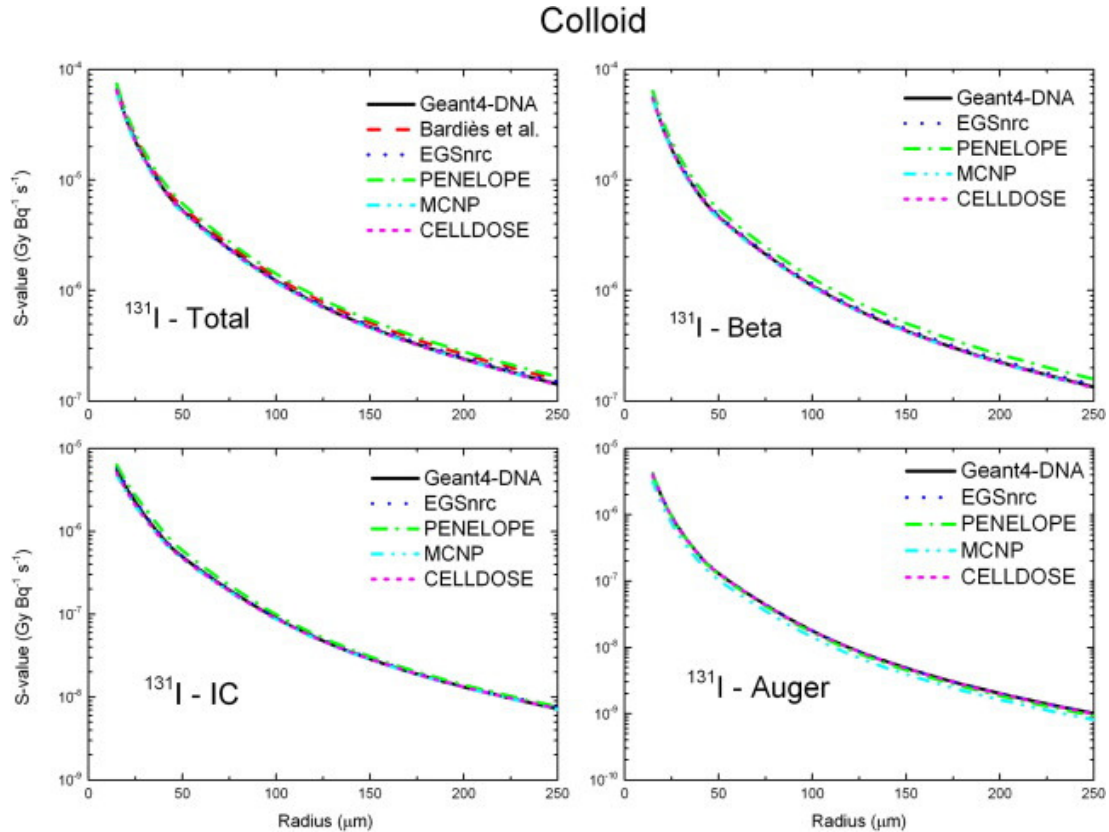 Colloid
10⁻⁴
10⁻⁵
10⁻⁶
10⁻⁷
S-value (Gy Bq⁻¹ s⁻¹)
Geant4-DNA
Bardiès et al.
EGSnrc
PENELOPE
MCNP
CELLDOSE
¹³¹I - Total
0 50 100 150 200 250
10⁻⁴
10⁻⁵
10⁻⁶
10⁻⁷
Geant4-DNA
EGSnrc
PENELOPE
MCNP
CELLDOSE
¹³¹I - Beta
0 50 100 150 200 250
10⁻⁵
10⁻⁶
10⁻⁷
10⁻⁸
10⁻⁹
S-value (Gy Bq⁻¹ s⁻¹)
Geant4-DNA
EGSnrc
PENELOPE
MCNP
CELLDOSE
¹³¹I - IC
0 50 100 150 200 250
Radius (μm)
10⁻⁵
10⁻⁶
10⁻⁷
10⁻⁸
10⁻⁹
10⁻¹⁰
Geant4-DNA
EGSnrc
PENELOPE
MCNP
CELLDOSE
¹³¹I - Auger
0 50 100 150 200 250
Radius (μm)